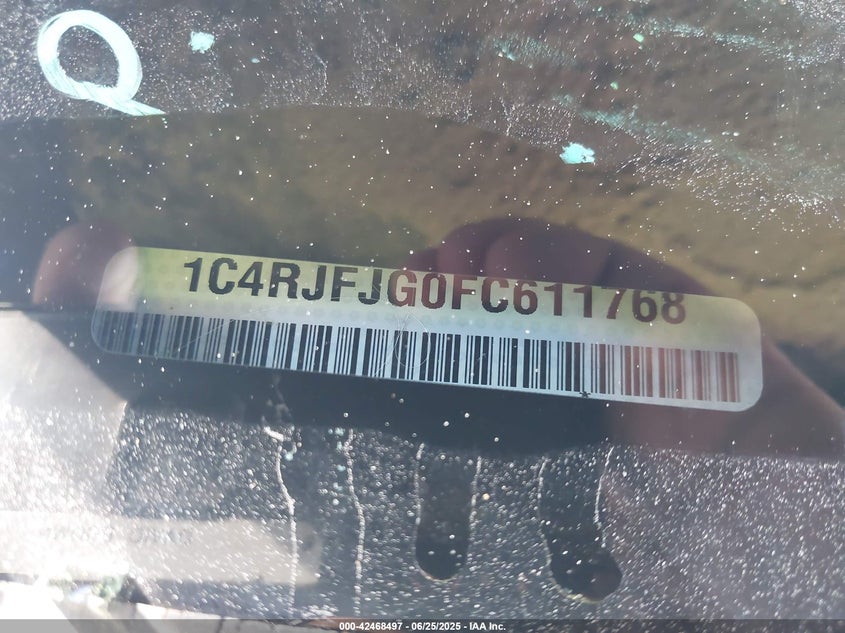 Q
1C4RJFJG0FC611768
000-42468497 - 06/25/2025 - IAA Inc.